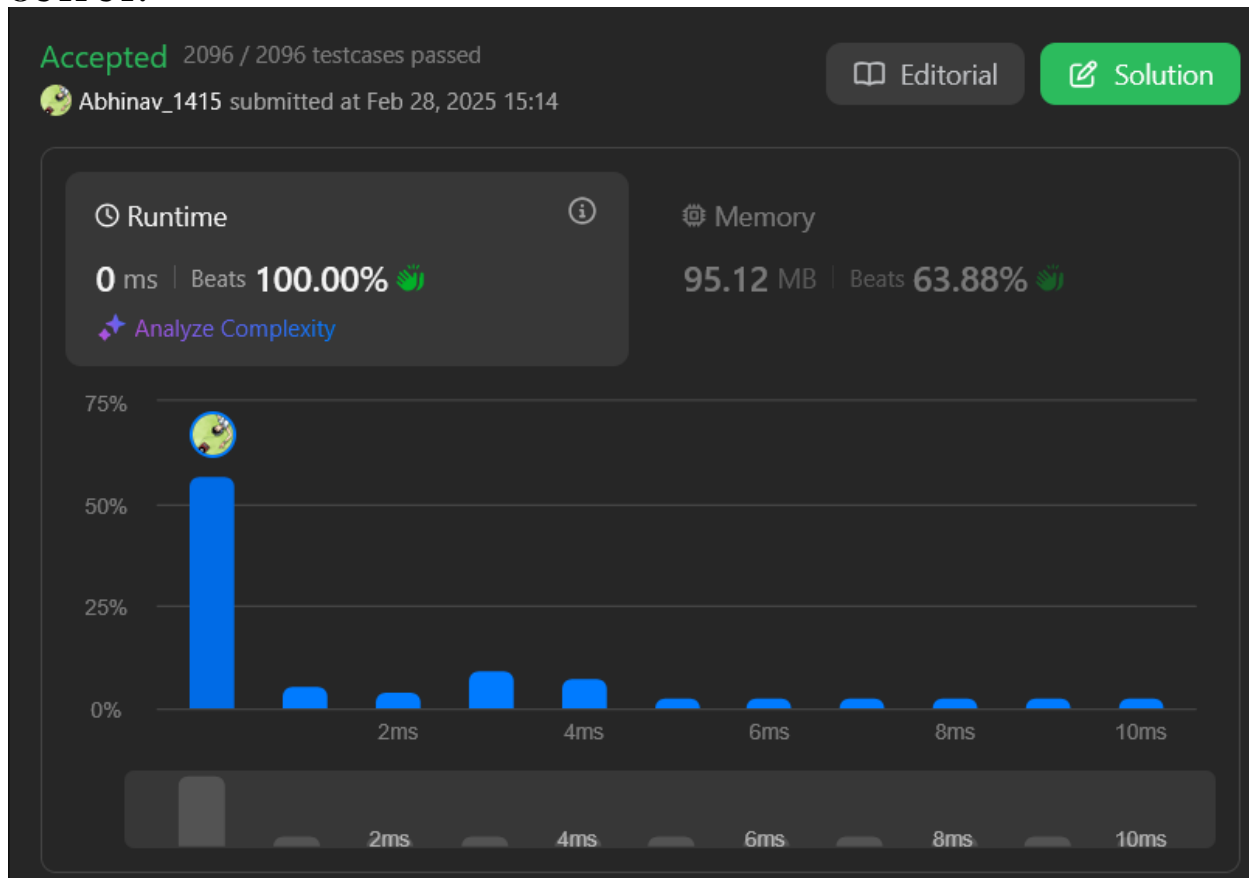 Accepted 2096 / 2096 testcases passed
Abhinav_1415 submitted at Feb 28, 2025 15:14
Editorial
Solution
Runtime
0 ms | Beats 100.00%
Analyze Complexity
Memory
95.12 MB | Beats 63.88%
75%
50%
25%
0%
2ms 4ms 6ms 8ms 10ms
2ms 4ms 6ms 8ms 10ms